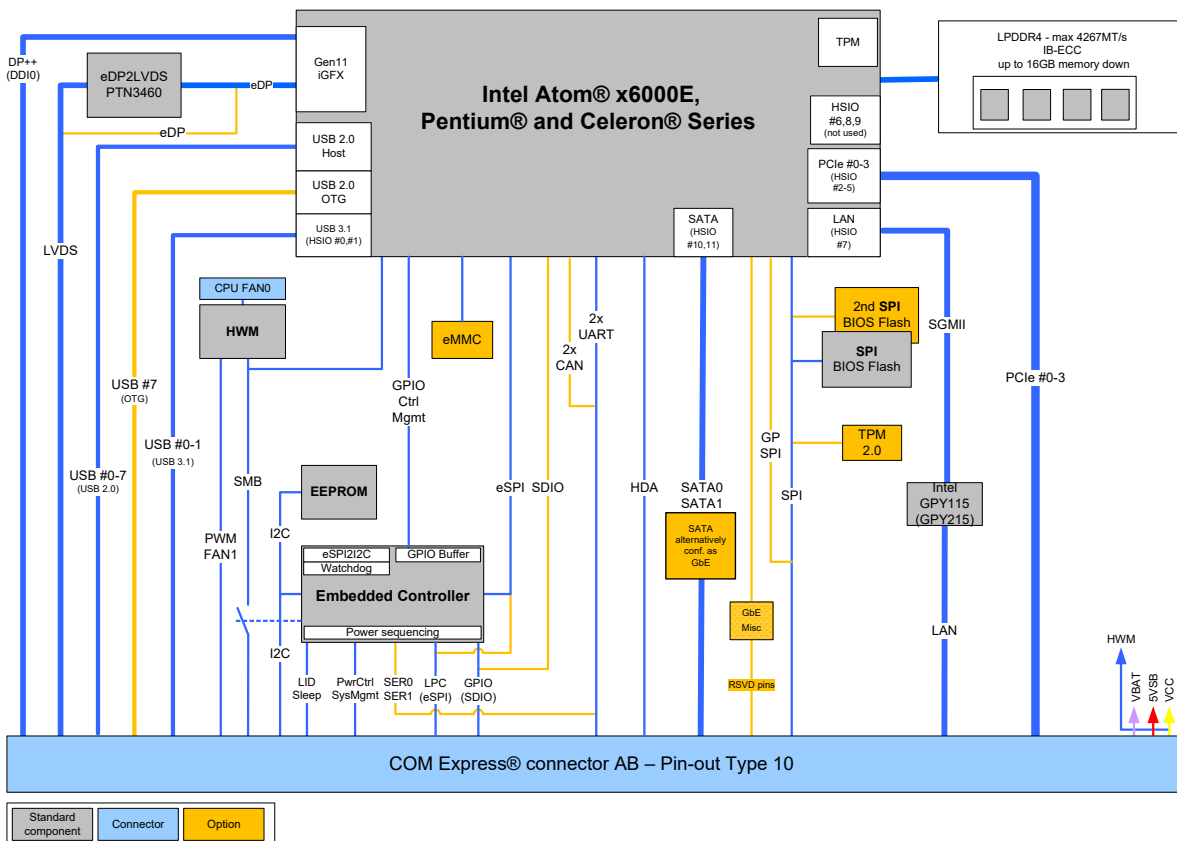 DP++
(DDI0)
eDP2LVDS
PTN3460
eDP
eDP
Gen11
iGFX
Intel Atom® x6000E,
Pentium® and Celeron® Series
TPM
LPDDR4 - max 4267MT/s
IB-ECC
up to 16GB memory down
HSIO
#6,8,9
(not used)
USB 2.0
Host
PCIe #0-3
(HSIO
#2-5)
USB 2.0
OTG
USB 3.1
(HSIO #0,#1)
SATA
(HSIO
#10,11)
LAN
(HSIO
#7)
LVDS
CPU FAN0
HWM
eMMC
2x
UART
2x
CAN
2nd SPI
BIOS Flash
SPI
BIOS Flash
SGMII
PCIe #0-3
USB #7
(OTG)
GPIO
Ctrl
Mgmt
USB #0-1
(USB 3.1)
USB #0-7
(USB 2.0)
SMB
EEPROM
eSPI
SDIO
HDA
SATA0
SATA1
GP
SPI
SPI
TPM
2.0
Intel
GPY115
(GPY215)
PWM
FAN1
I2C
SATA
alternatively
conf. as
GbE
eSPI2I2C
GPIO Buffer
Watchdog
Embedded Controller
Power sequencing
GbE
Misc
LAN
I2C
LID
Sleep
PwrCtrl
SysMgmt
SER0
SER1
LPC
(eSPI)
GPIO
(SDIO)
RSVD pins
HWM
VBAT
5VSB
VCC
COM Express® connector AB – Pin-out Type 10
Standard
component
Connector
Option